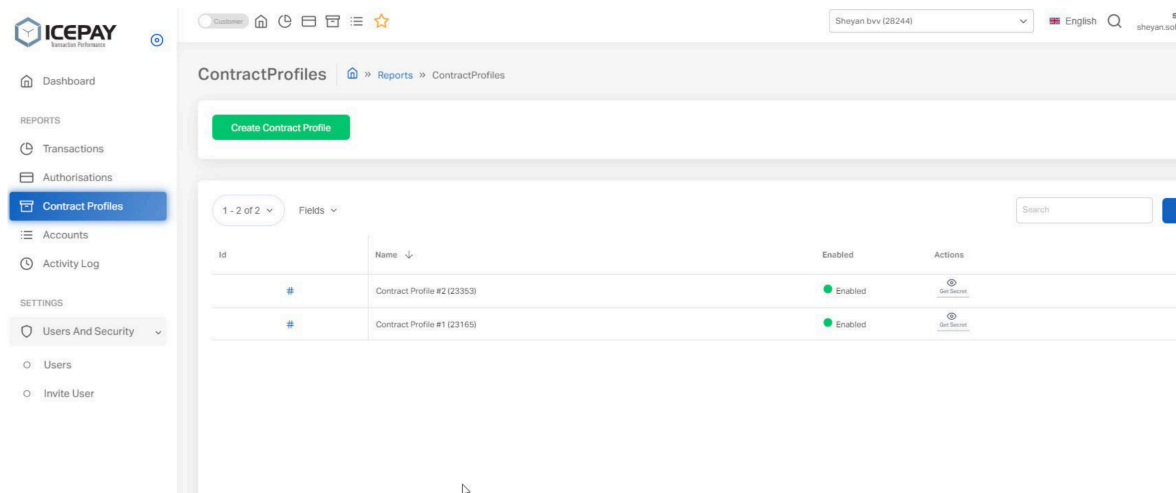 ICEPAY
Transaction Performance
Customer
Sheyan bvv (28244)
English
Dashboard
REPORTS
Transactions
Authorisations
Contract Profiles
Accounts
Activity Log
SETTINGS
Users And Security
Users
Invite User
ContractProfiles
» Reports » ContractProfiles
Create Contract Profile
1 - 2 of 2
Fields
Search
Id Name Enabled Actions
# Contract Profile #2 (23353) Enabled Get Secret
# Contract Profile #1 (23165) Enabled Get Secret